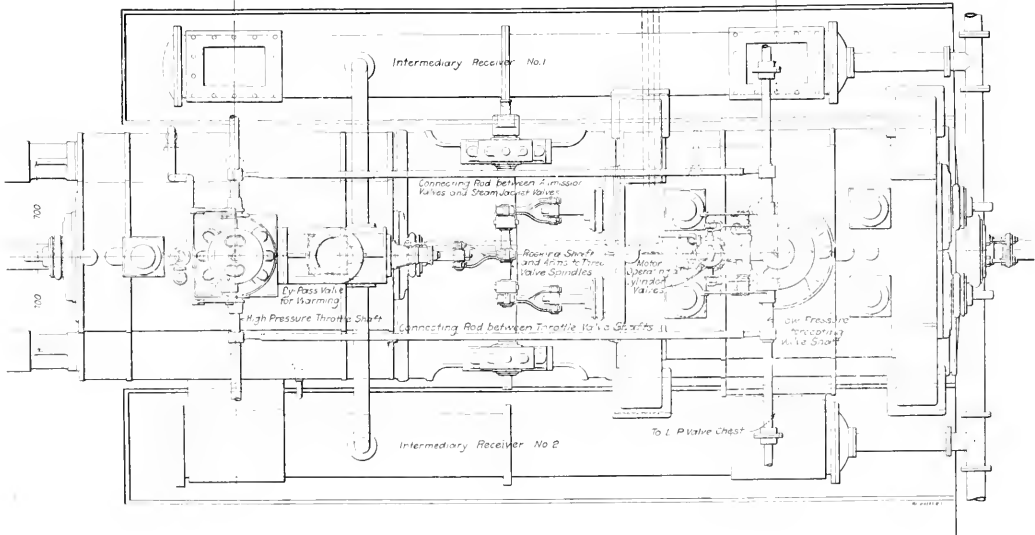 Intermediary Receiver No.1
Connecting Rod between Admission
Valves and Steam Jacket Valves
100
Rocking Shaft
and Arms to Three
Valve Spindles
Motor
Operating
Cylinder
Valves
By-Pass Valve
for Warming
100
High Pressure Throttle Shaft
Connecting Rod between Throttle Valve Shafts
Low Pressure
Valve Shaft
To L.P Valve Chest
Intermediary Receiver No 2